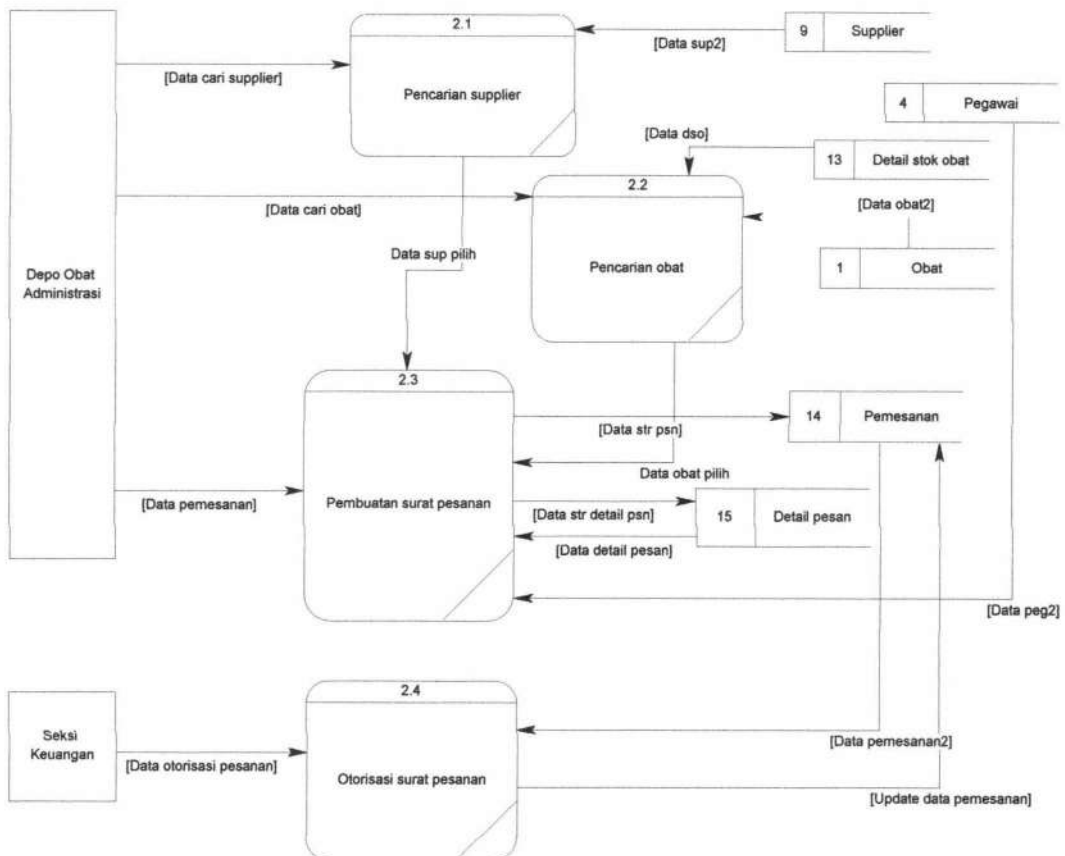 2.1
9 Supplier
[Data sup2]
[Data cari supplier]
Pencarian supplier
4 Pegawai
[Data dso]
13 Detail stok obat
2.2
[Data cari obat]
[Data obat2]
Data sup pilih
Pencarian obat
1 Obat
Depo Obat
Administrasi
2.3
14 Pemesanan
[Data str psn]
Data obat pilih
[Data pemesanan]
Pembuatan surat pesanan
[Data str detail psn]
15 Detail pesan
[Data detail pesan]
[Data peg2]
2.4
Seksi
Keuangan
[Data pemesanan2]
[Data otorisasi pesanan]
Otorisasi surat pesanan
[Update data pemesanan]